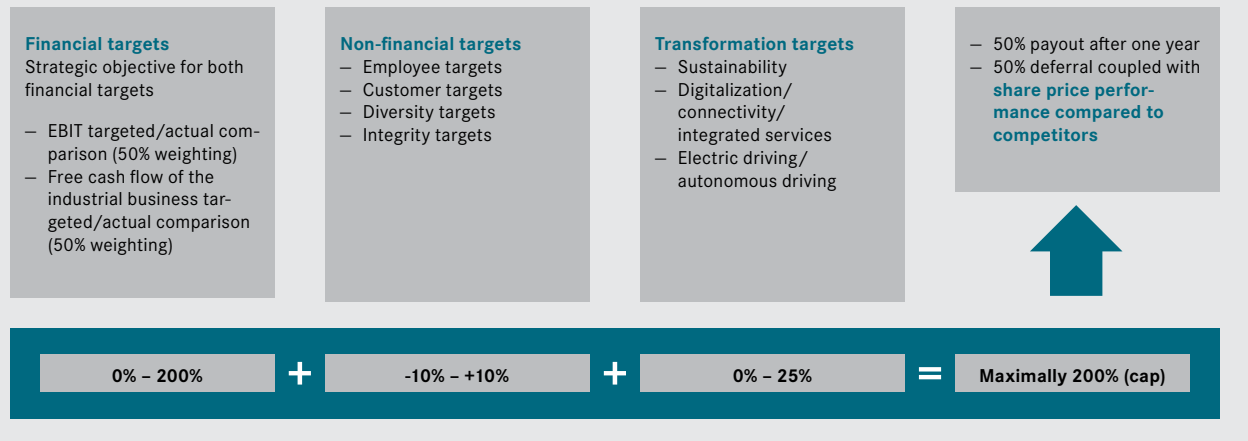 Financial targets
Strategic objective for both
financial targets
— EBIT targeted/actual com-
parison (50% weighting)
— Free cash flow of the
industrial business tar-
geted/actual comparison
(50% weighting)
Non-financial targets
— Employee targets
— Customer targets
— Diversity targets
— Integrity targets
Transformation targets
— Sustainability
— Digitalization/
connectivity/
integrated services
— Electric driving/
autonomous driving
— 50% payout after one year
— 50% deferral coupled with
share price perfor-
mance compared to
competitors
0% – 200%
+
-10% – +10%
+
0% – 25%
=
Maximally 200% (cap)